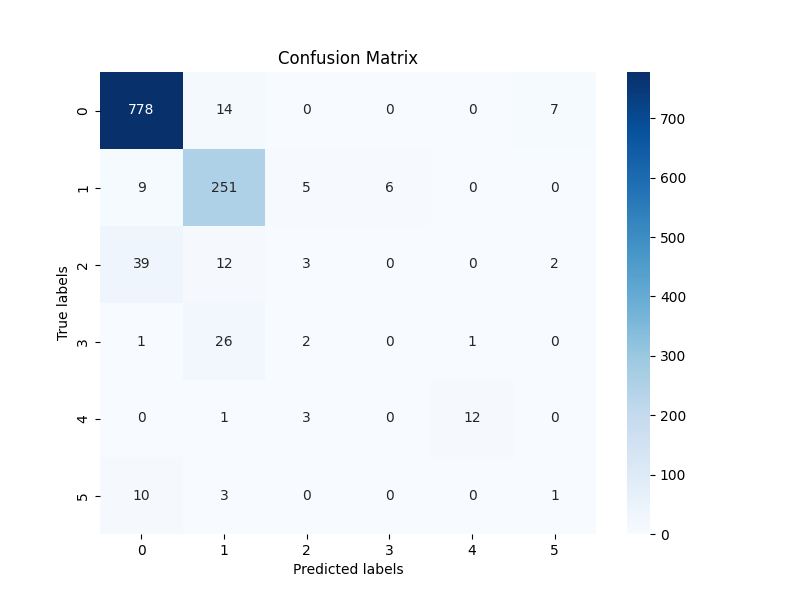 Confusion Matrix
0 778 14 0 0 0 7
1 9 251 5 6 0 0
2 39 12 3 0 0 2
3 1 26 2 0 1 0
4 0 1 3 0 12 0
5 10 3 0 0 0 1
0 1 2 3 4 5
Predicted labels
True labels
700
600
500
400
300
200
100
0